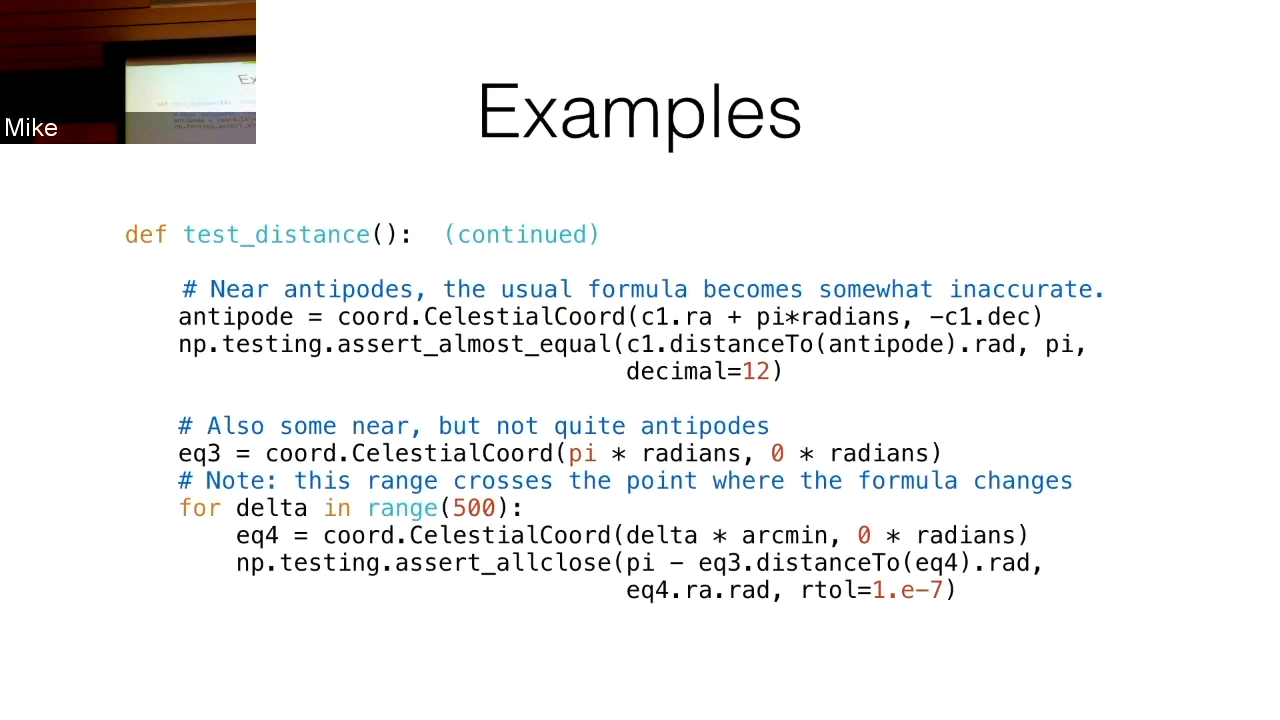 Mike
Examples
def test_distance():  (continued)
# Near antipodes, the usual formula becomes somewhat inaccurate.
antipode = coord.CelestialCoord(c1.ra + pi*radians, -c1.dec)
np.testing.assert_almost_equal(c1.distanceTo(antipode).rad, pi,
decimal=12)
# Also some near, but not quite antipodes
eq3 = coord.CelestialCoord(pi * radians, 0 * radians)
# Note: this range crosses the point where the formula changes
for delta in range(500):
eq4 = coord.CelestialCoord(delta * arcmin, 0 * radians)
np.testing.assert_allclose(pi - eq3.distanceTo(eq4).rad,
eq4.ra.rad, rtol=1.e-7)